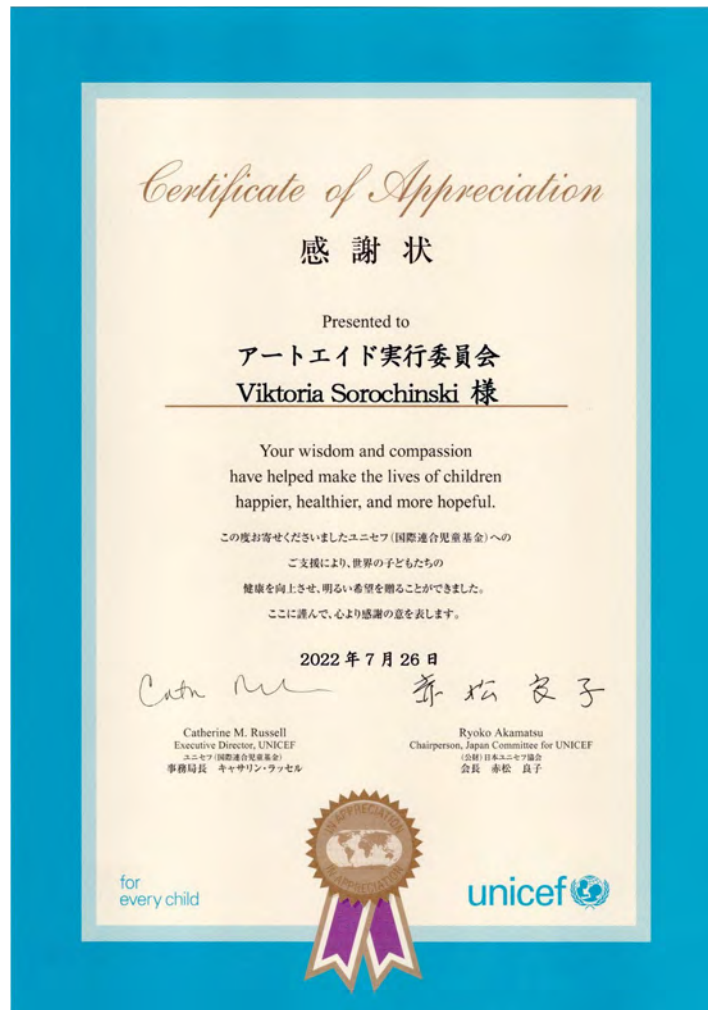 Certificate of Appreciation
感謝状
Presented to
アートエイド実行委員会
Viktoria Sorochinski 様
Your wisdom and compassion
have helped make the lives of children
happier, healthier, and more hopeful.
この度お寄せくださいましたユニセフ(国際連合児童基金)への
ご支援により、世界の子どもたちの
健康を向上させ、明るい希望を贈ることができました。
ここに謹んで、心より感謝の意を表します。
2022年7月26日
赤松良子
Catherine M. Russell
Executive Director, UNICEF
ユニセフ(国際連合児童基金)
事務局長 キャサリン・ラッセル
Ryoko Akamatsu
Chairperson, Japan Committee for UNICEF
(公財)日本ユニセフ協会
会長 赤松 良子
IN APPRECIATION
IN APPRECIATION
for
every child
unicef